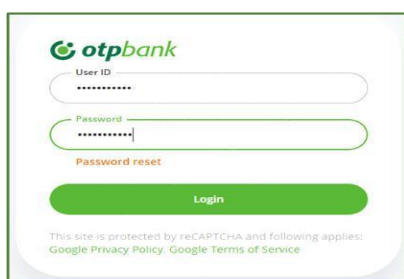 otpbank
User ID
•••••••••••
Password
•••••••••••
Password reset
Login
This site is protected by reCAPTCHA and following applies:
Google Privacy Policy. Google Terms of Service